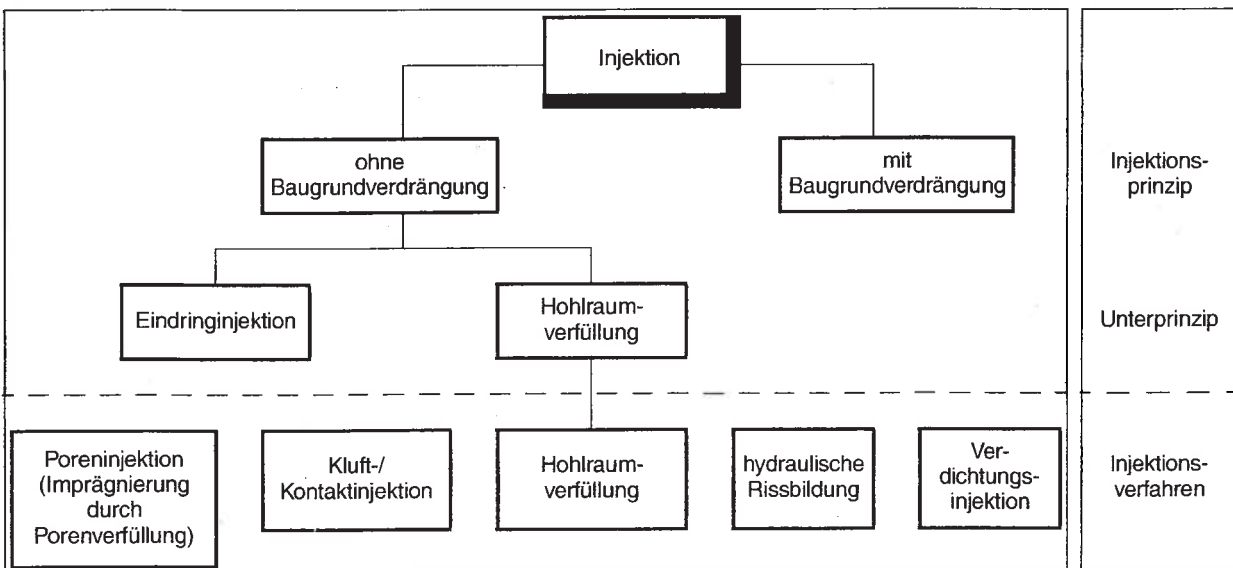 Injektion
ohne
Baugrundverdrängung
mit
Baugrundverdrängung
Injektions-
prinzip
Eindringinjektion
Hohlraum-
verfüllung
Unterprinzip
Poreninjektion
(Imprägnierung
durch
Porenverfüllung)
Kluft-/
Kontaktinjektion
Hohlraum-
verfüllung
hydraulische
Rissbildung
Ver-
dichtungs-
injektion
Injektions-
verfahren